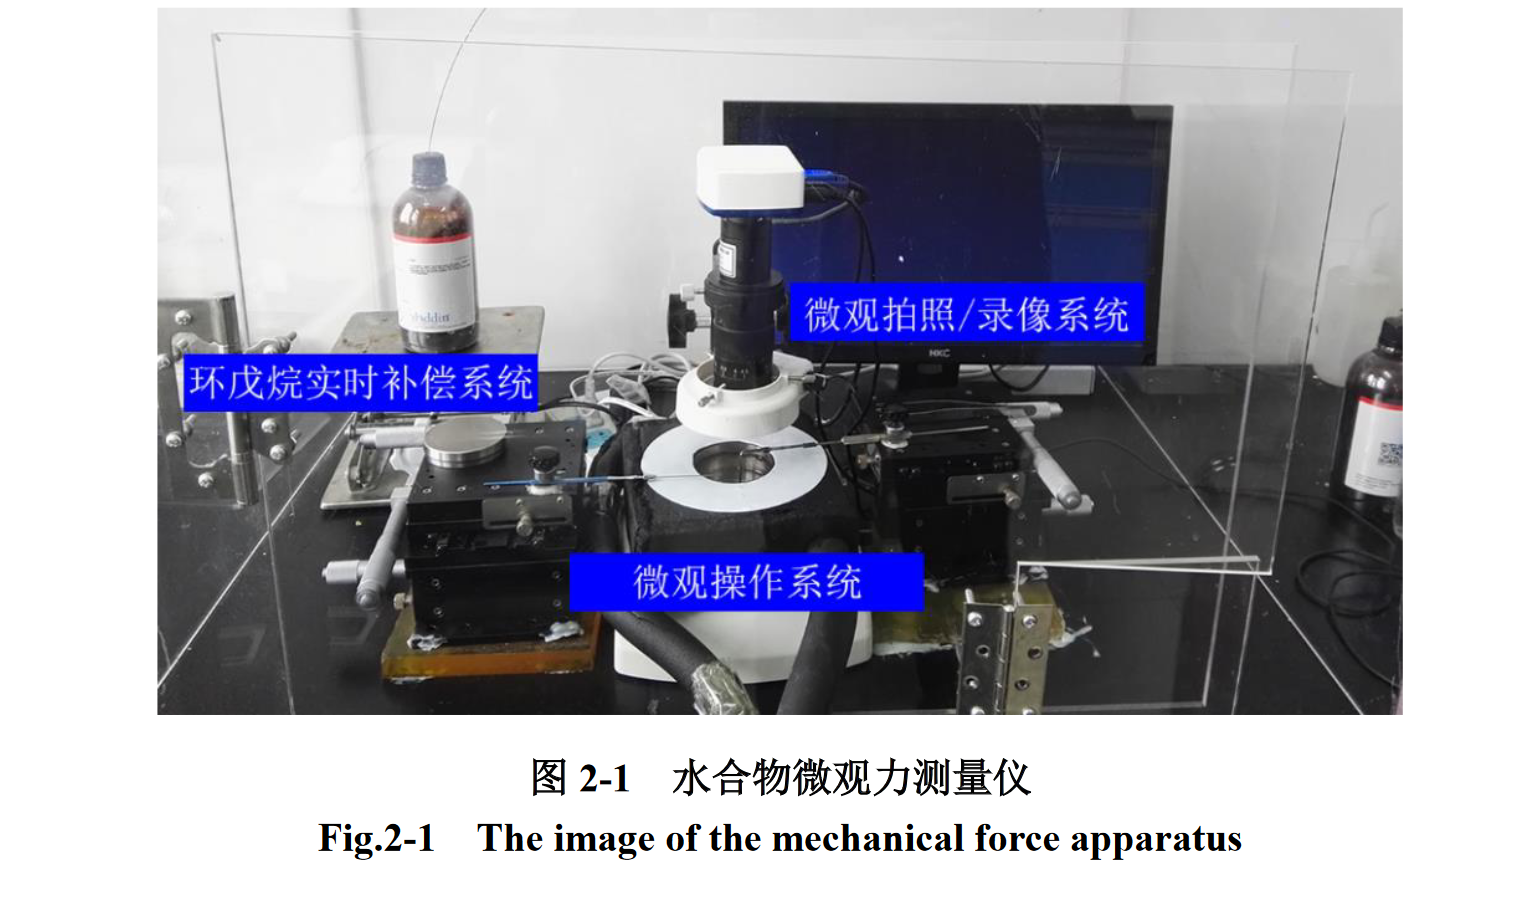 HKC
微观拍照/录像系统
环戊烷实时补偿系统
微观操作系统
图 2-1 水合物微观力测量仪
Fig.2-1 The image of the mechanical force apparatus